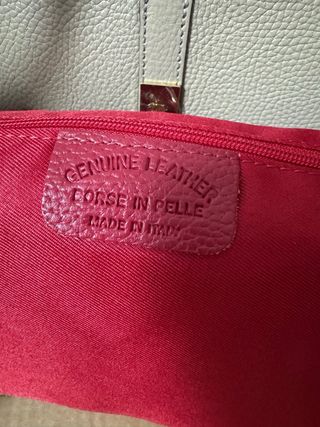 GENUINE LEATHER
BORSE IN PELLE
MADE IN ITALY